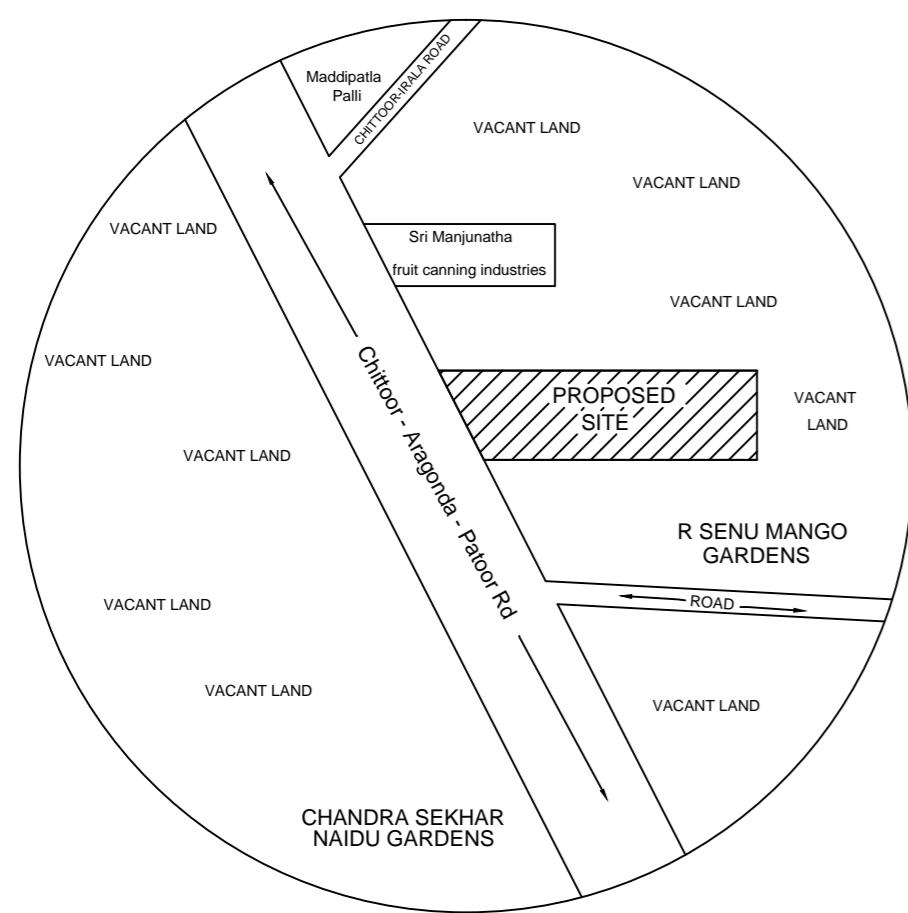 Maddipatla
Palli
CHITTOOR-IRALA ROAD
VACANT LAND
VACANT LAND
VACANT LAND
Sri Manjunatha
fruit canning industries
VACANT LAND
VACANT LAND
Chittoor - Aragonda - Patoor Rd
PROPOSED
SITE
VACANT
LAND
VACANT LAND
R SENU MANGO
GARDENS
ROAD
VACANT LAND
VACANT LAND
VACANT LAND
CHANDRA SEKHAR
NAIDU GARDENS